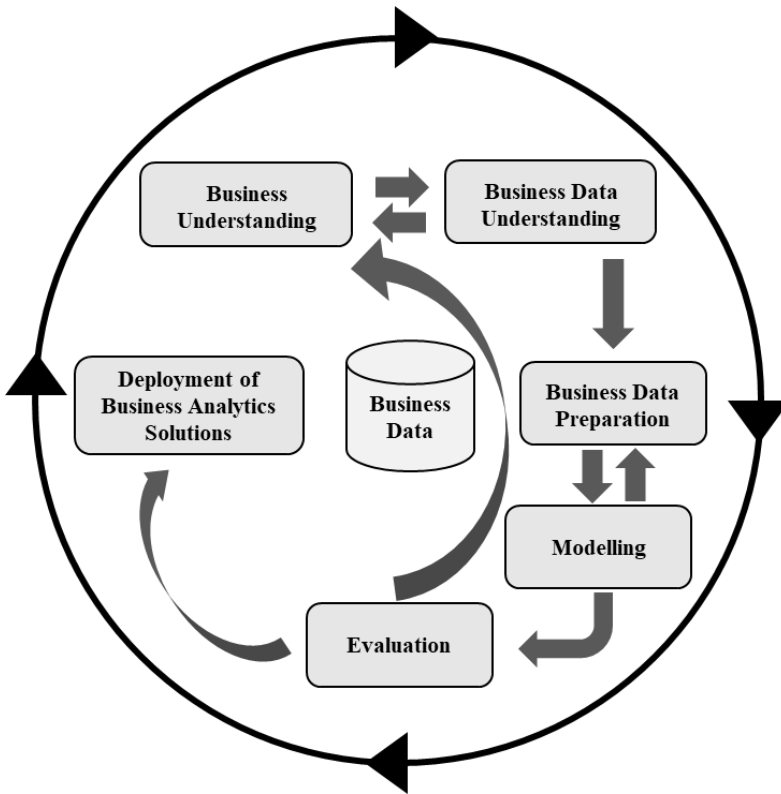 Business
Understanding
Business Data
Understanding
Deployment of
Business Analytics
Solutions
Business
Data
Business Data
Preparation
Modelling
Evaluation